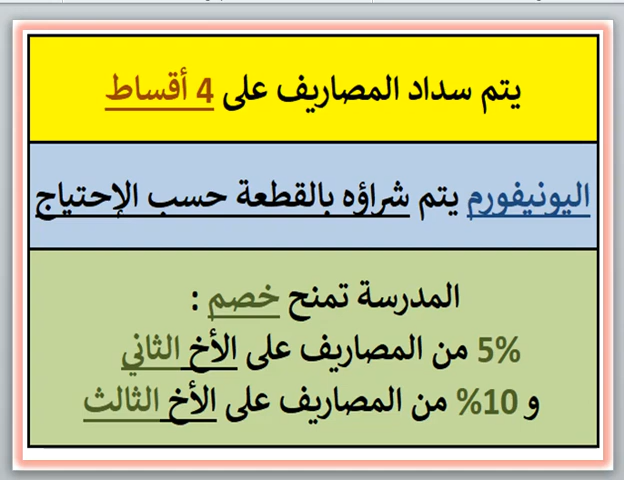 يتم سداد المصاريف على 4 أقساط
اليونيفورم يتم شراؤه بالقطعة حسب الإحتياج
المدرسة تمنح خصم :
5% من المصاريف على الأخ الثاني
و 10% من المصاريف على الأخ الثالث